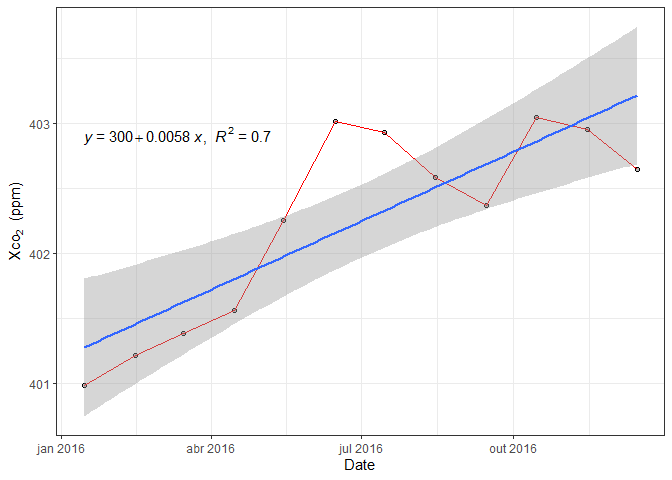 y = 300 + 0.0058 x, R² = 0.7
403
402
401
Xco₂ (ppm)
jan 2016 abr 2016 jul 2016 out 2016
Date